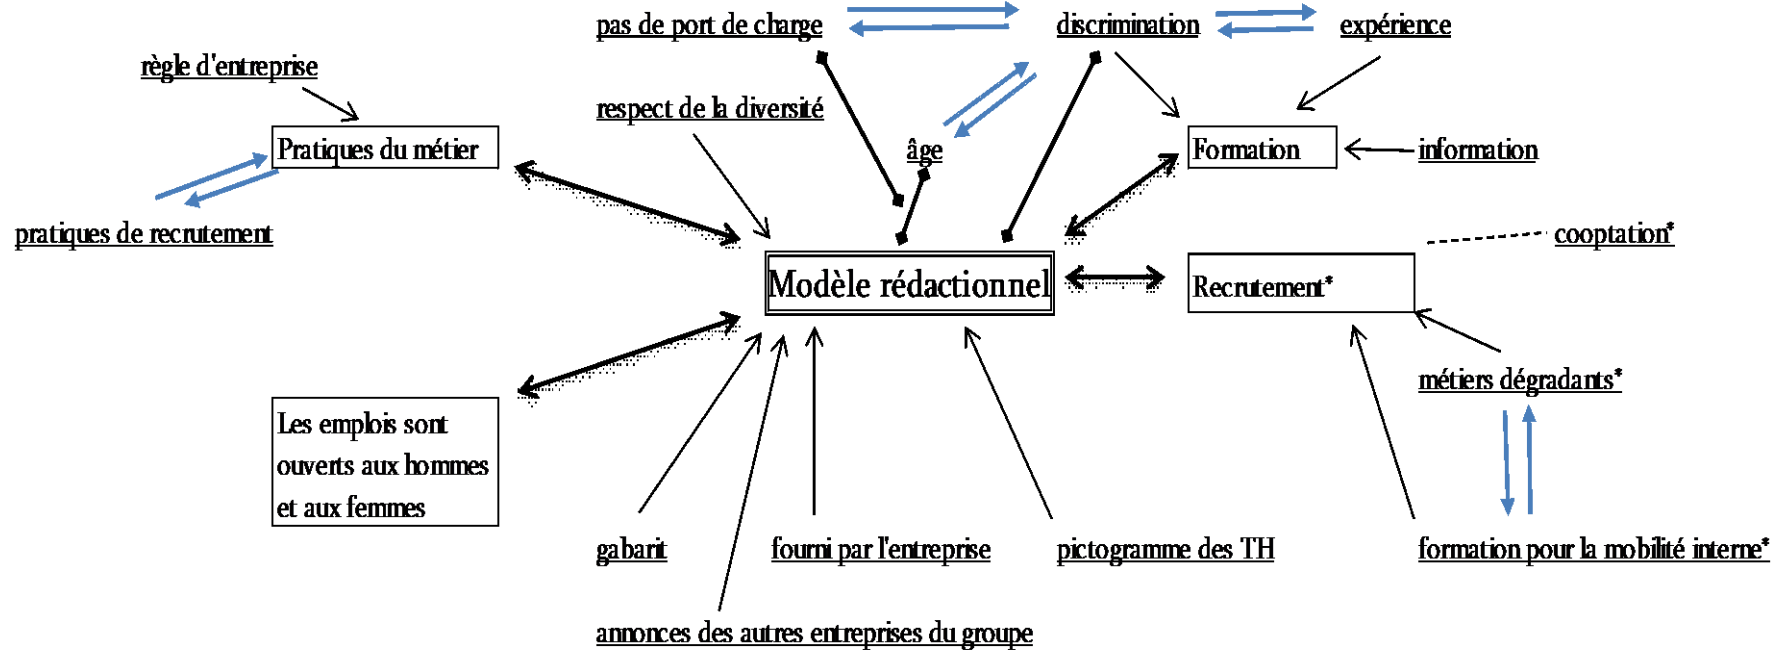 pas de port de charge
discrimination
expérience
règle d'entreprise
respect de la diversité
Pratiques du métier
âge
Formation
information
pratiques de recrutement
cooptation*
Modèle rédactionnel
Recrutement*
métiers dégradants*
Les emplois sont
ouverts aux hommes
et aux femmes
gabarit
fourni par l'entreprise
pictogramme des TH
formation pour la mobilité interne*
annonces des autres entreprises du groupe